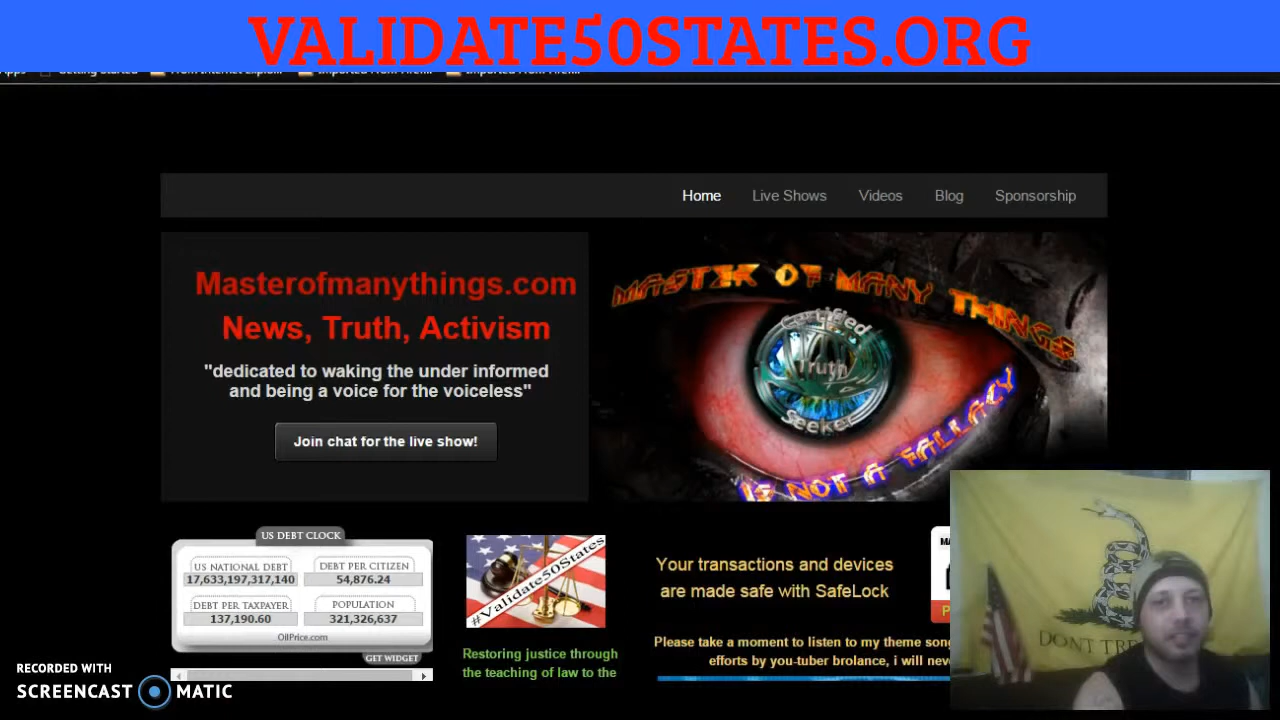 VALIDATE50STATES.ORG
Getting Started
Home Live Shows Videos Blog Sponsorship
Masterofmanythings.com
News, Truth, Activism
"dedicated to waking the under informed
and being a voice for the voiceless"
Join chat for the live show!
MASTER OF MANY THINGS
Certified
Truth
Seeker
IS NOT A FALLACY
US DEBT CLOCK
US NATIONAL DEBT DEBT PER CITIZEN
17,633,197,317,140 54,876.24
DEBT PER TAXPAYER POPULATION
137,190.60 321,326,637
OilPrice.com
GET WIDGET
#Validate50States
Restoring justice through
the teaching of law to the
Your transactions and devices
are made safe with SafeLock
Please take a moment to listen to my theme song
efforts by you-tuber brolance, i will
DONT
RECORDED WITH
SCREENCAST MATIC